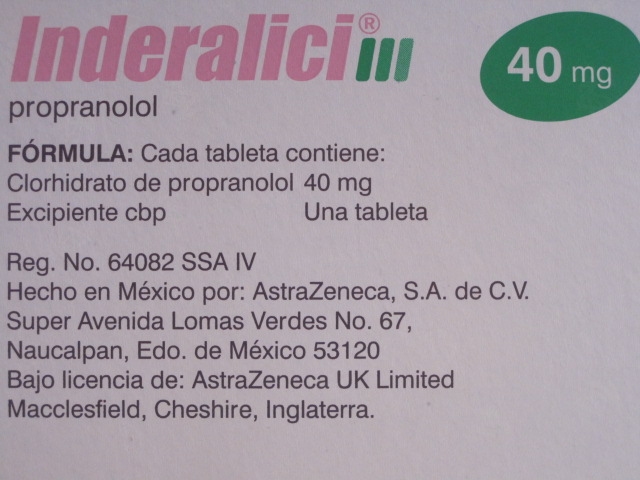 Inderalici®
40 mg
propranolol
FÓRMULA: Cada tableta contiene:
Clorhidrato de propranolol 40 mg
Excipiente cbp Una tableta
Reg. No. 64082 SSA IV
Hecho en México por: AstraZeneca, S.A. de C.V.
Super Avenida Lomas Verdes No. 67,
Naucalpan, Edo. de México 53120
Bajo licencia de: AstraZeneca UK Limited
Macclesfield, Cheshire, Inglaterra.